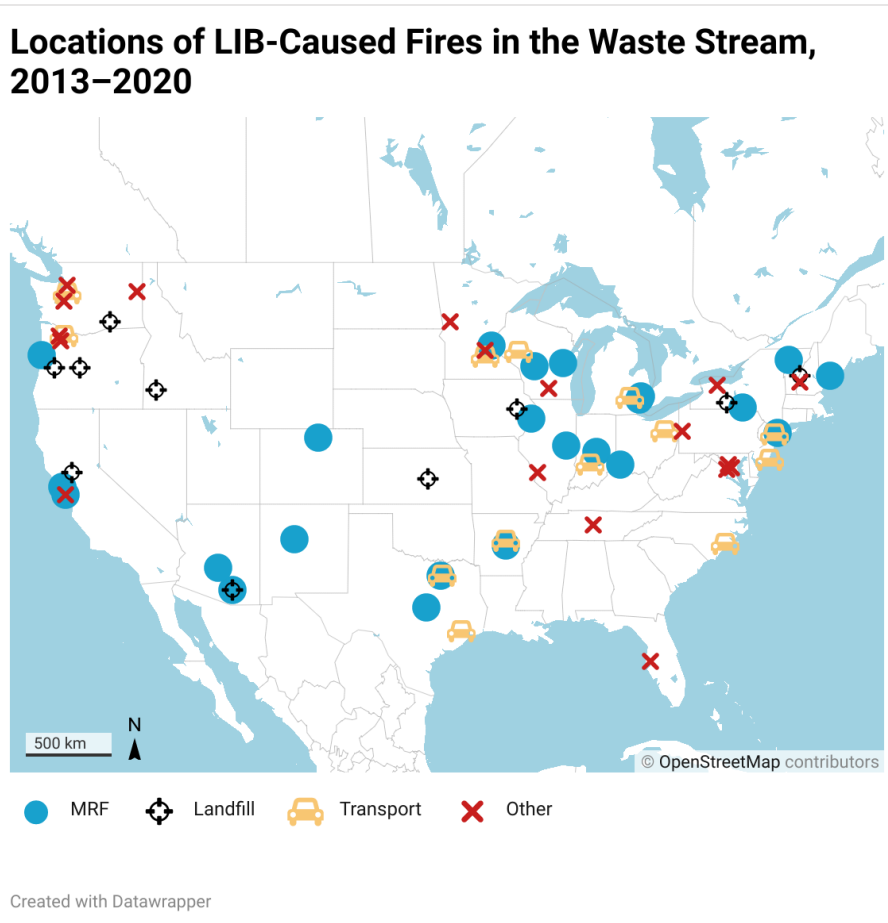 Locations of LIB-Caused Fires in the Waste Stream,
2013–2020
500 km
N
© OpenStreetMap contributors
MRF Landfill Transport Other
Created with Datawrapper